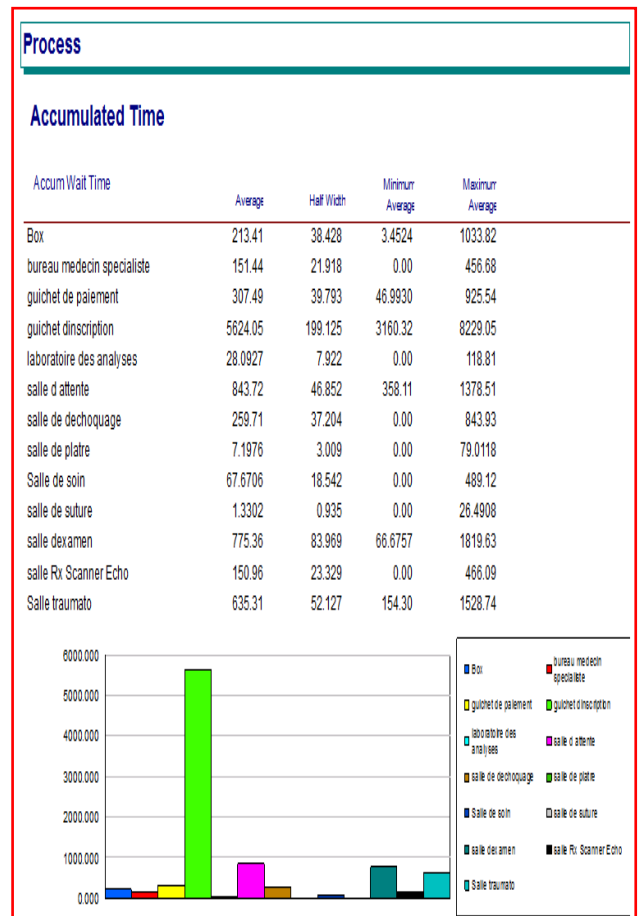 Process
Accumulated Time
Accum Wait Time Average Half Width Minimum Average Maximum Average
Box 213.41 38.428 3.4524 1033.82
bureau medecin specialiste 151.44 21.918 0.00 456.68
guichet de paiement 307.49 39.793 46.9930 925.54
guichet dinscription 5624.05 199.125 3160.32 8229.05
laboratoire des analyses 28.0927 7.922 0.00 118.81
salle d attente 843.72 46.852 358.11 1378.51
salle de dechoquage 259.71 37.204 0.00 843.93
salle de platre 7.1976 3.009 0.00 79.0118
Salle de soin 67.6706 18.542 0.00 489.12
salle de suture 1.3302 0.935 0.00 26.4908
salle dexamen 775.36 83.969 66.6757 1819.63
salle Rx Scanner Echo 150.96 23.329 0.00 466.09
Salle traumato 635.31 52.127 154.30 1528.74
6000.000
5000.000
4000.000
3000.000
2000.000
1000.000
0.000
Box bureau medecin specialiste
guichet de paiement guichet dinscription
laboratoire des analyses salle d attente
salle de dechoquage salle de platre
Salle de soin salle de suture
salle dexamen salle Rx Scanner Echo
Salle traumato